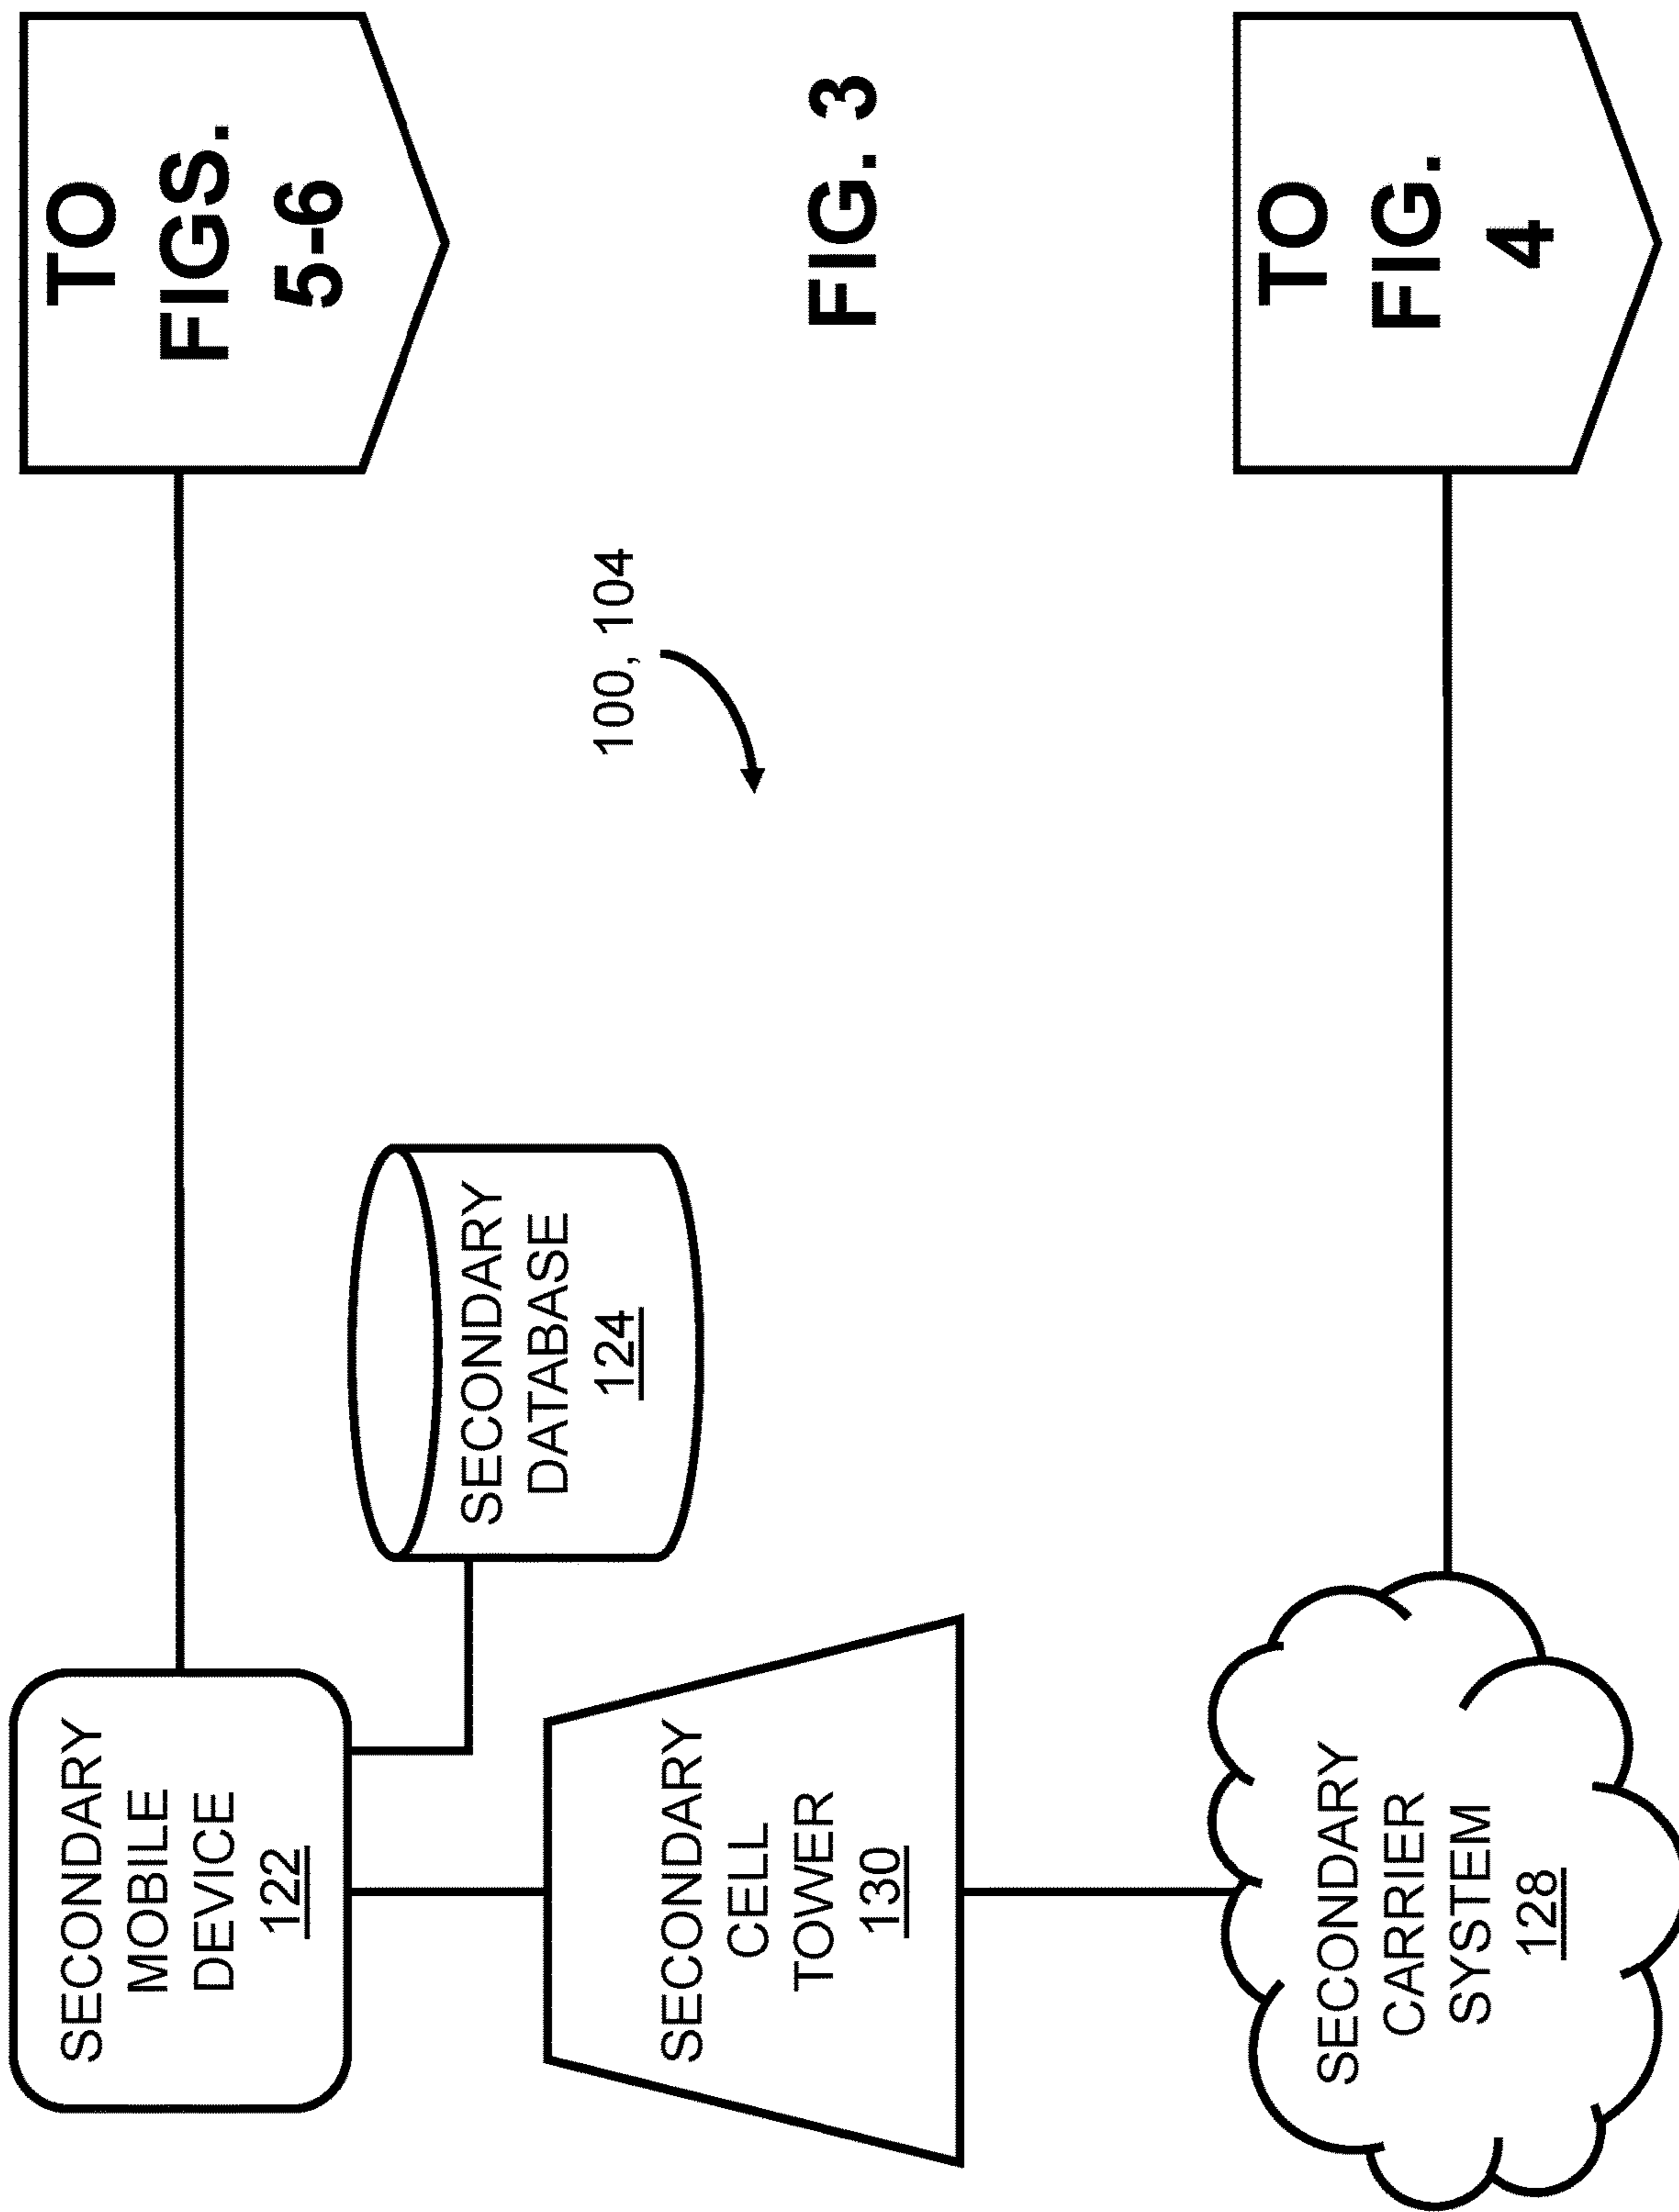 SECONDARY
MOBILE
DEVICE
122
TO
FIGS.
5-6
SECONDARY
DATABASE
124
100, 104
SECONDARY
CELL
TOWER
130
FIG. 3
SECONDARY
CARRIER
SYSTEM
128
TO
FIG.
4